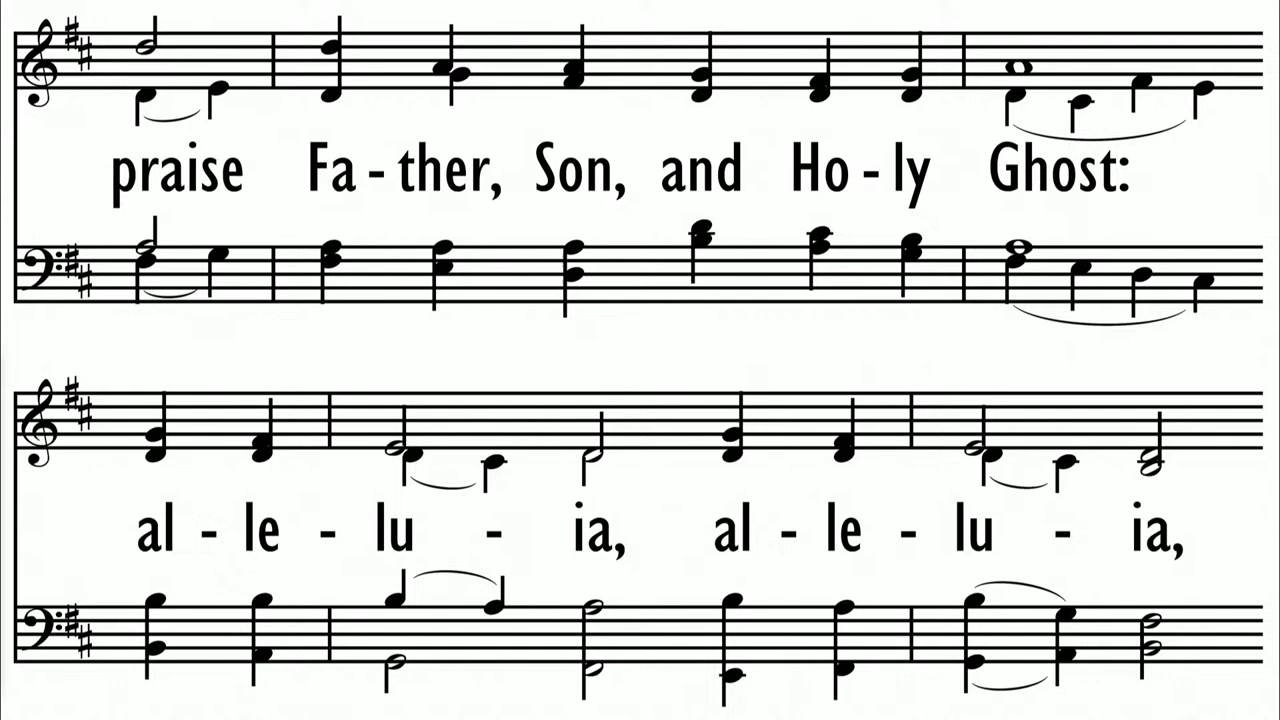 praise Fa - ther, Son, and Ho - ly Ghost:
al - le - lu - ia, al - le - lu - ia,